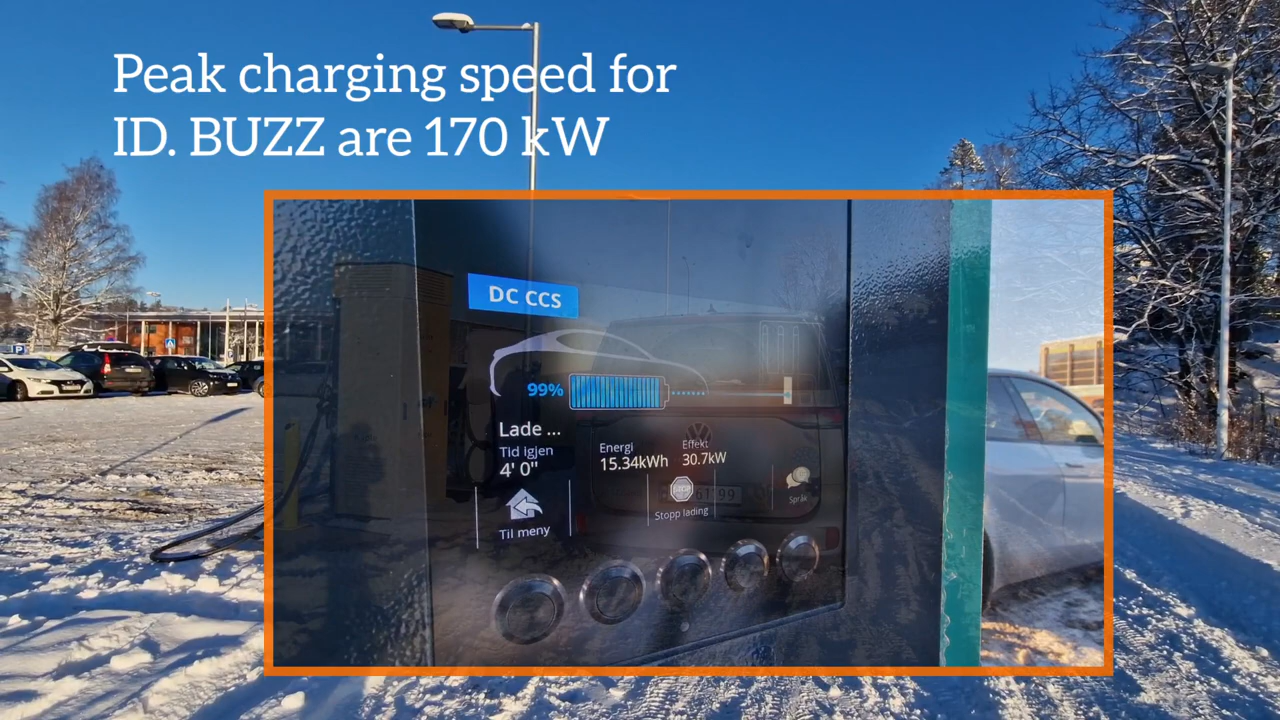 Peak charging speed for
ID. BUZZ are 170 kW
DC CCS
99%
Lade ...
Tid igjen
4' 0"
Energi
15.34kWh
Effekt
30.7kW
Til meny
Stopp lading
Språk
P